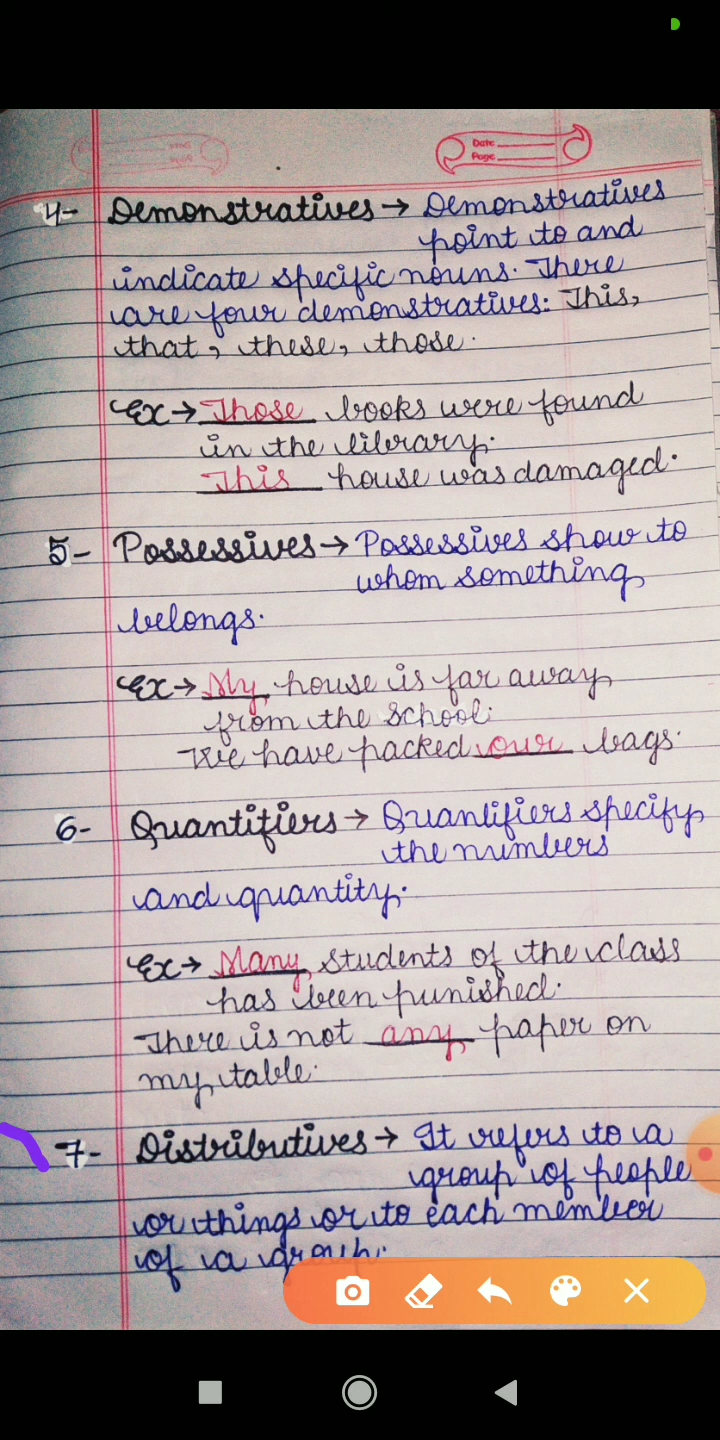 Date
Page
4- Demonstratives → Demonstratives
point to and
indicate specific nouns. There
are four demonstratives: This,
that, these, those.
Ex → Those books were found
in the library.
This house was damaged.
5- Possessives → Possessives show to
whom something
belongs.
Ex → My house is far away
from the school.
We have packed our bags.
6- Quantifiers → Quantifiers specify
the numbers
and quantity.
Ex → Many students of the class
has been punished.
There is not any paper on
my table.
7- Distributives → It refers to a
group of people
or things or to each member
of a group.